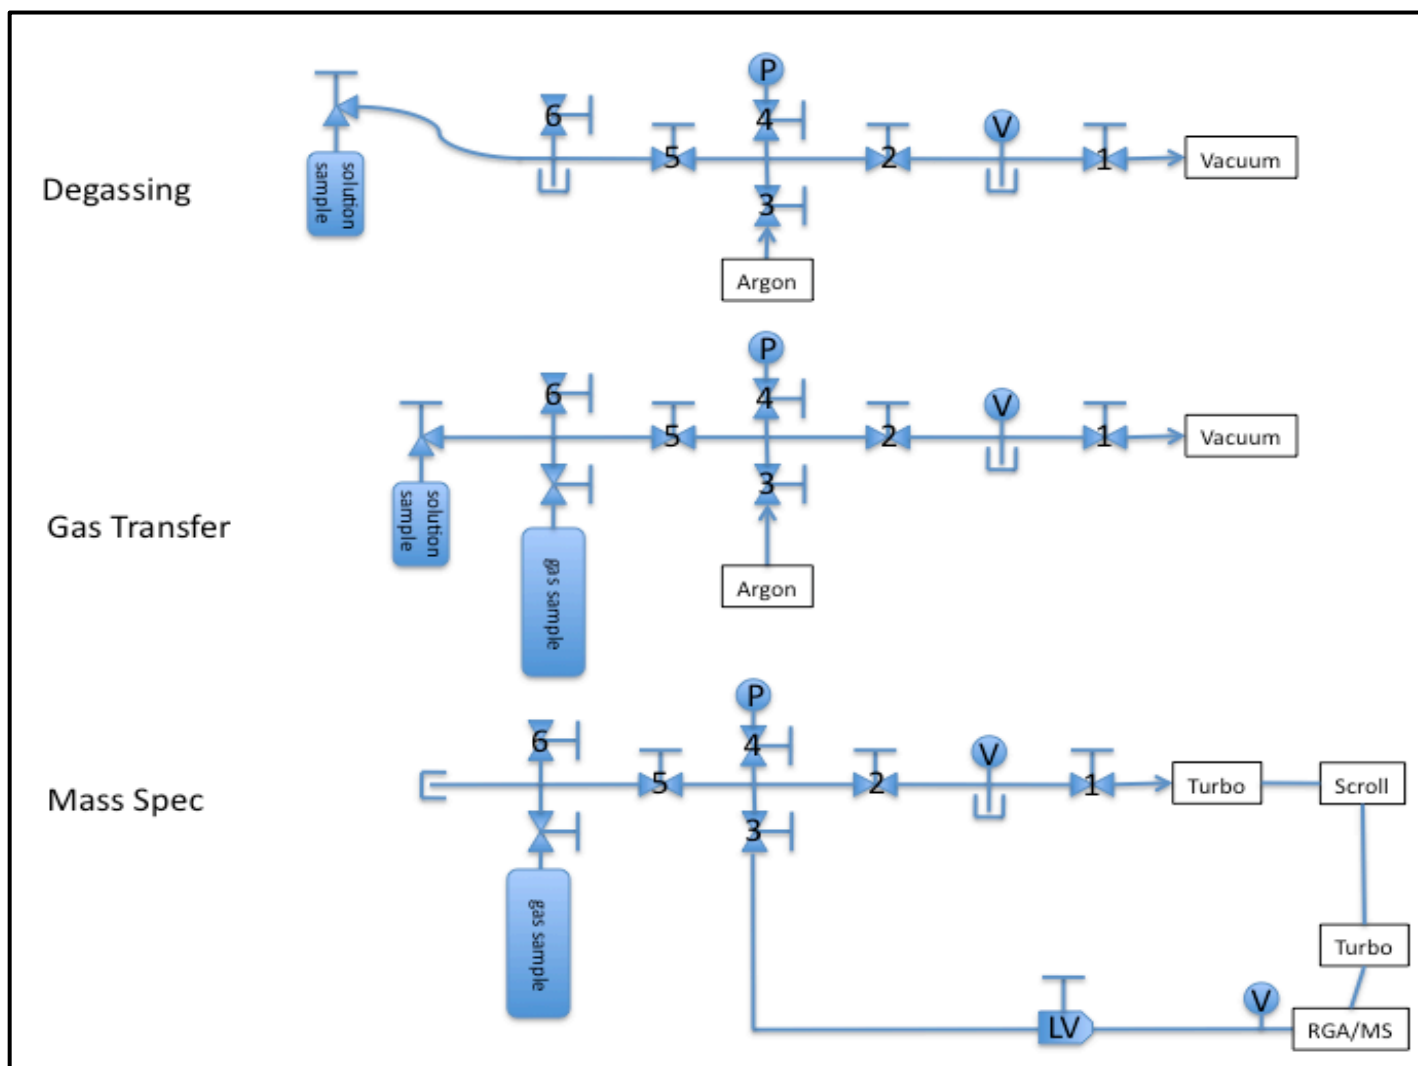 P
6
4
V
5
2
1
Vacuum
solution
sample
Degassing
3
Argon
P
6
4
V
5
2
1
Vacuum
3
solution
sample
Gas Transfer
gas sample
Argon
P
6
4
V
5
2
1
Turbo
Scroll
Mass Spec
3
gas sample
Turbo
V
LV
RGA/MS